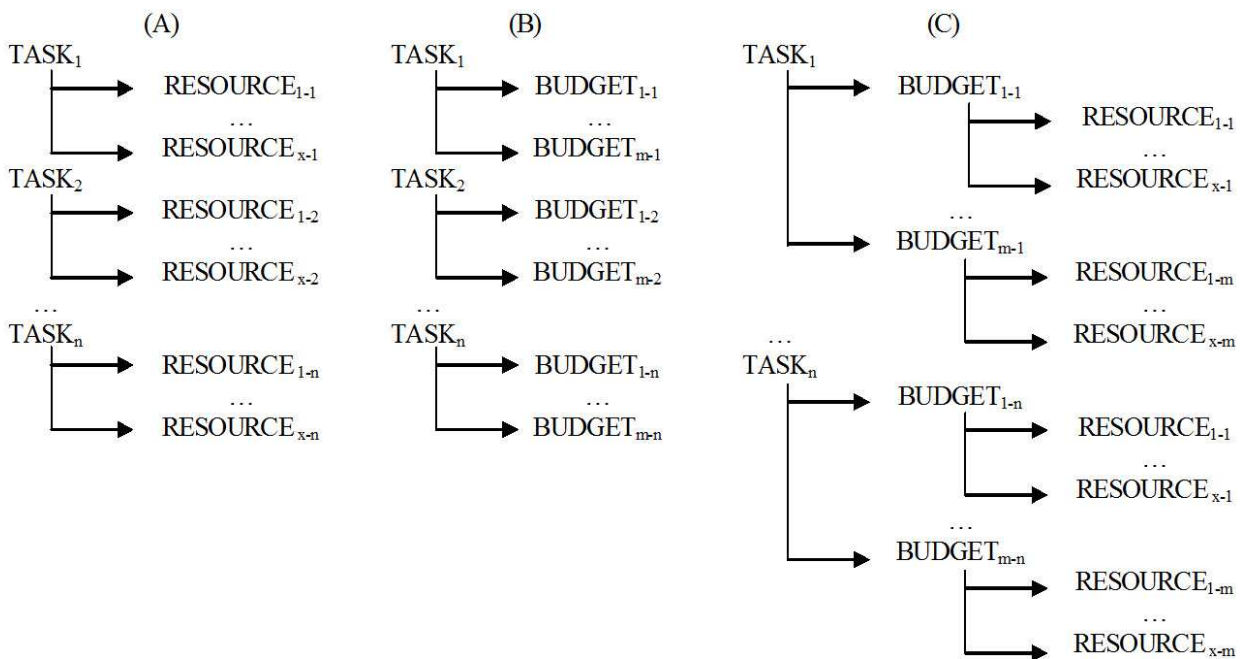 (A)
TASK1
RESOURCE1-1
...
RESOURCEx-1
TASK2
RESOURCE1-2
...
RESOURCEx-2
...
TASKn
RESOURCE1-n
...
RESOURCEx-n
(B)
TASK1
BUDGET1-1
...
BUDGETm-1
TASK2
BUDGET1-2
...
BUDGETm-2
...
TASKn
BUDGET1-n
...
BUDGETm-n
(C)
TASK1
BUDGET1-1
RESOURCE1-1
...
RESOURCEx-1
...
BUDGETm-1
RESOURCE1-m
...
RESOURCEx-m
...
TASKn
BUDGET1-n
RESOURCE1-1
...
RESOURCEx-1
...
BUDGETm-n
RESOURCE1-m
...
RESOURCEx-m